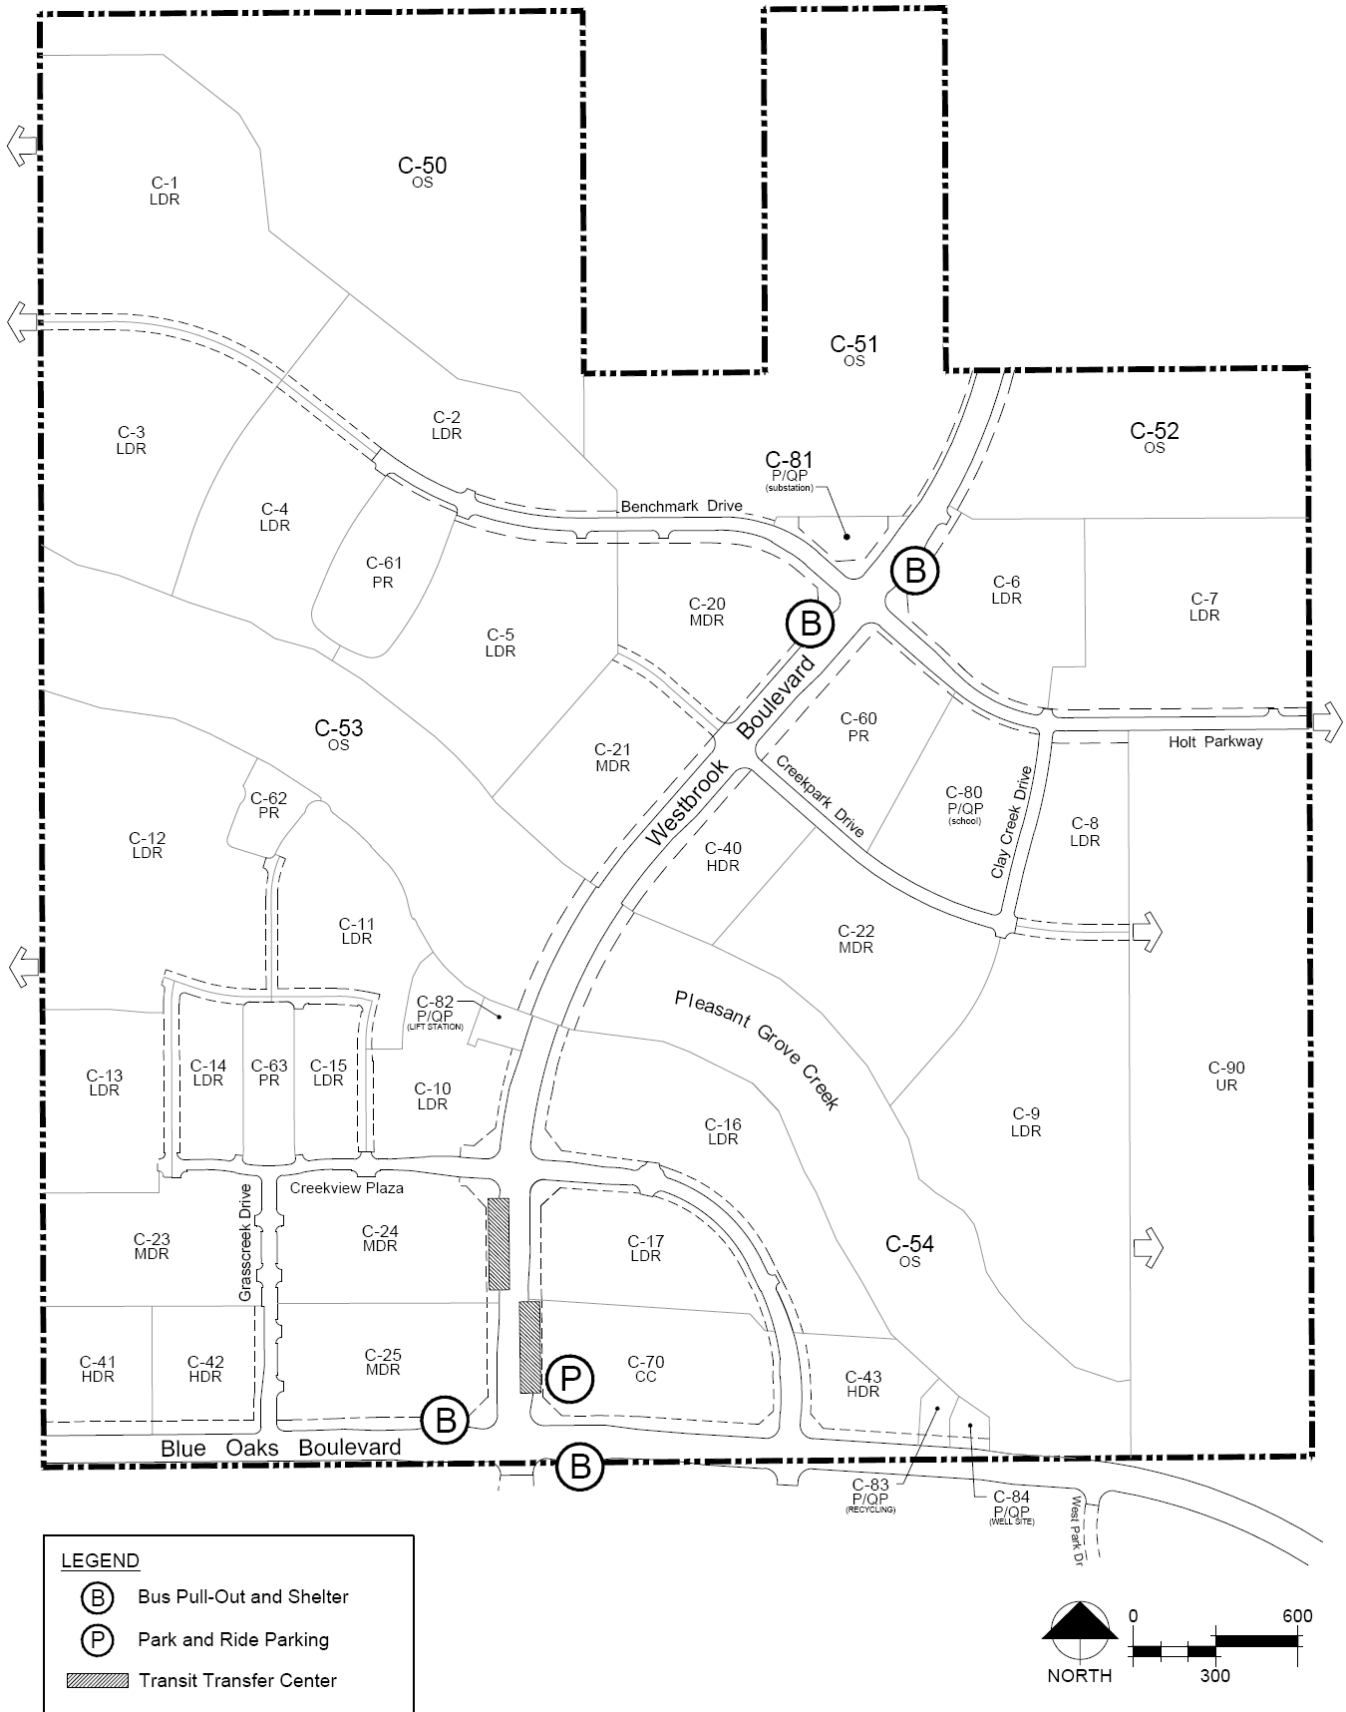 C-50
OS
C-1
LDR
C-51
OS
C-2
LDR
C-3
LDR
C-52
OS
C-81
P/QP
(substation)
C-4
LDR
Benchmark Drive
C-61
PR
B
C-6
LDR
C-7
LDR
C-20
MDR
B
C-5
LDR
Westbrook Boulevard
C-53
OS
C-60
PR
C-21
MDR
Holt Parkway
Creekpark Drive
C-80
P/QP
(school)
Clay Creek Drive
C-62
PR
C-8
LDR
C-12
LDR
C-40
HDR
C-11
LDR
C-22
MDR
C-82
P/QP
(LIFT STATION)
Pleasant Grove Creek
C-13
LDR
C-14
LDR
C-63
PR
C-15
LDR
C-10
LDR
C-90
UR
C-16
LDR
C-9
LDR
Creekview Plaza
Grasscreek Drive
C-23
MDR
C-24
MDR
C-17
LDR
C-54
OS
C-41
HDR
C-42
HDR
C-25
MDR
P
C-70
CC
C-43
HDR
B
Blue Oaks Boulevard
B
C-83
P/QP
(RECYCLING)
C-84
P/QP
(WELL SITE)
West Park Dr
LEGEND
B Bus Pull-Out and Shelter
P Park and Ride Parking
Transit Transfer Center
NORTH
0 600
300